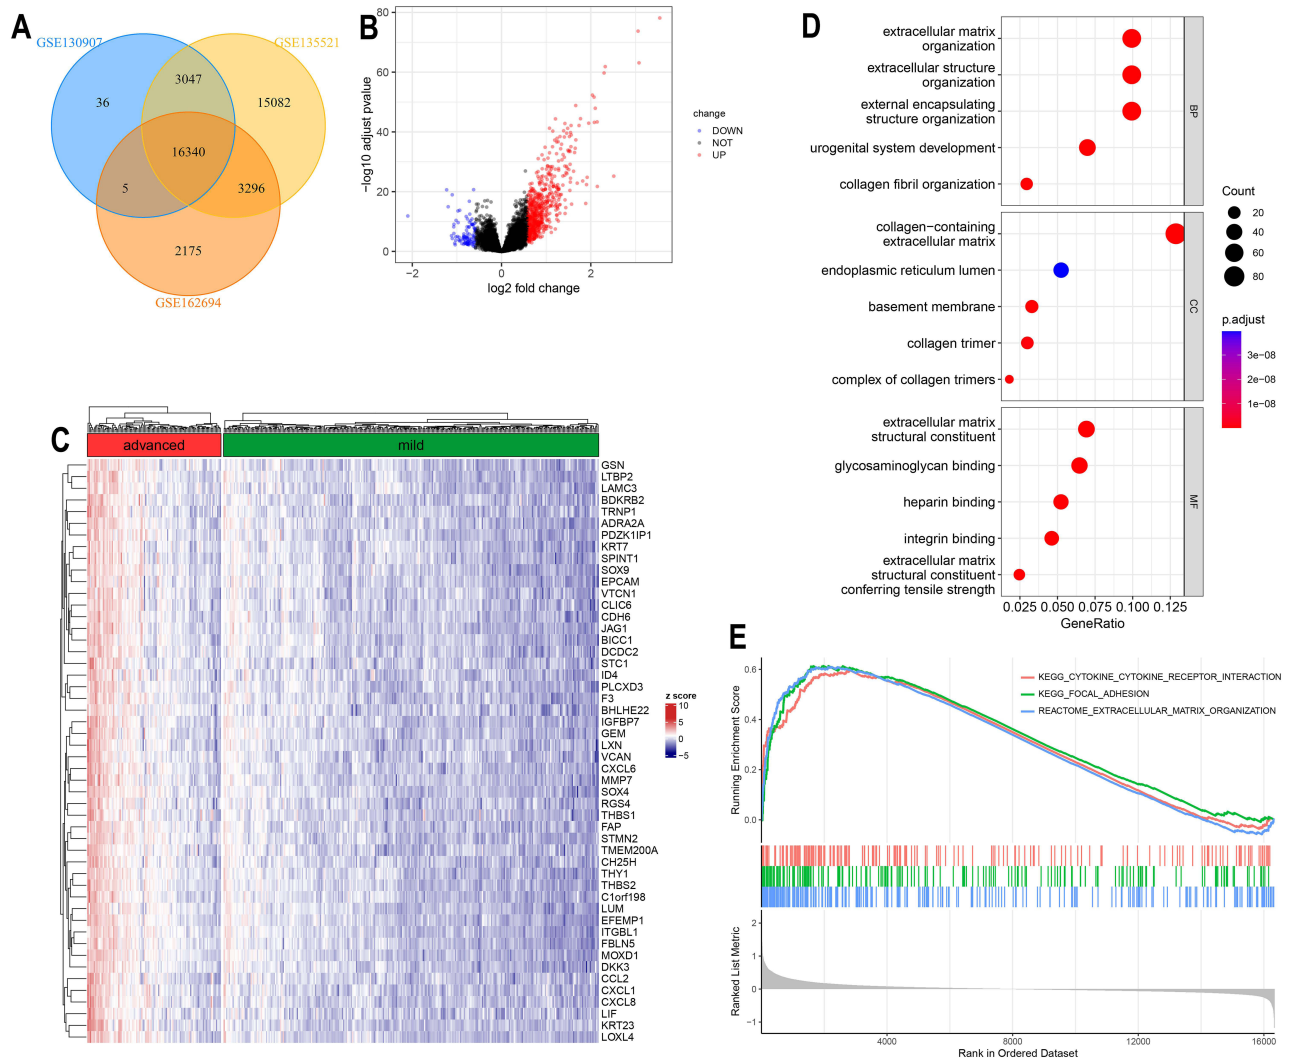 A
GSE130907
GSE135521
3047
36
15082
16340
5
3296
2175
GSE162694
B
80
60
40
20
0
−log10 adjust pvalue
−2
0
2
log2 fold change
change
DOWN
NOT
UP
C
advanced
mild
GSN
LTBP2
LAMC3
BDKRB2
TRNP1
ADRA2A
PDZK1IP1
KRT7
SPINT1
SOX9
EPCAM
VTCN1
CLIC6
CDH6
JAG1
BICC1
DCDC2
STC1
ID4
PLCXD3
F3
BHLHE22
IGFBP7
GEM
LXN
VCAN
CXCL6
MMP7
SOX4
RGS4
THBS1
FAP
STMN2
TMEM200A
CH25H
THY1
THBS2
C1orf198
LUM
EFEMP1
ITGBL1
FBLN5
MOXD1
DKK3
CCL2
CXCL1
CXCL8
LIF
KRT23
LOXL4
z score
10
5
0
−5
D
extracellular matrix
organization
extracellular structure
organization
external encapsulating
structure organization
urogenital system development
collagen fibril organization
BP
collagen−containing
extracellular matrix
endoplasmic reticulum lumen
basement membrane
collagen trimer
complex of collagen trimers
CC
extracellular matrix
structural constituent
glycosaminoglycan binding
heparin binding
integrin binding
extracellular matrix
structural constituent
conferring tensile strength
MF
0.025 0.050 0.075 0.100 0.125
GeneRatio
Count
20
40
60
80
p.adjust
3e−08
2e−08
1e−08
E
0.6
0.4
0.2
0.0
Running Enrichment Score
KEGG_CYTOKINE_CYTOKINE_RECEPTOR_INTERACTION
KEGG_FOCAL_ADHESION
REACTOME_EXTRACELLULAR_MATRIX_ORGANIZATION
2
1
0
−1
Ranked List Metric
4000
8000
12000
16000
Rank in Ordered Dataset